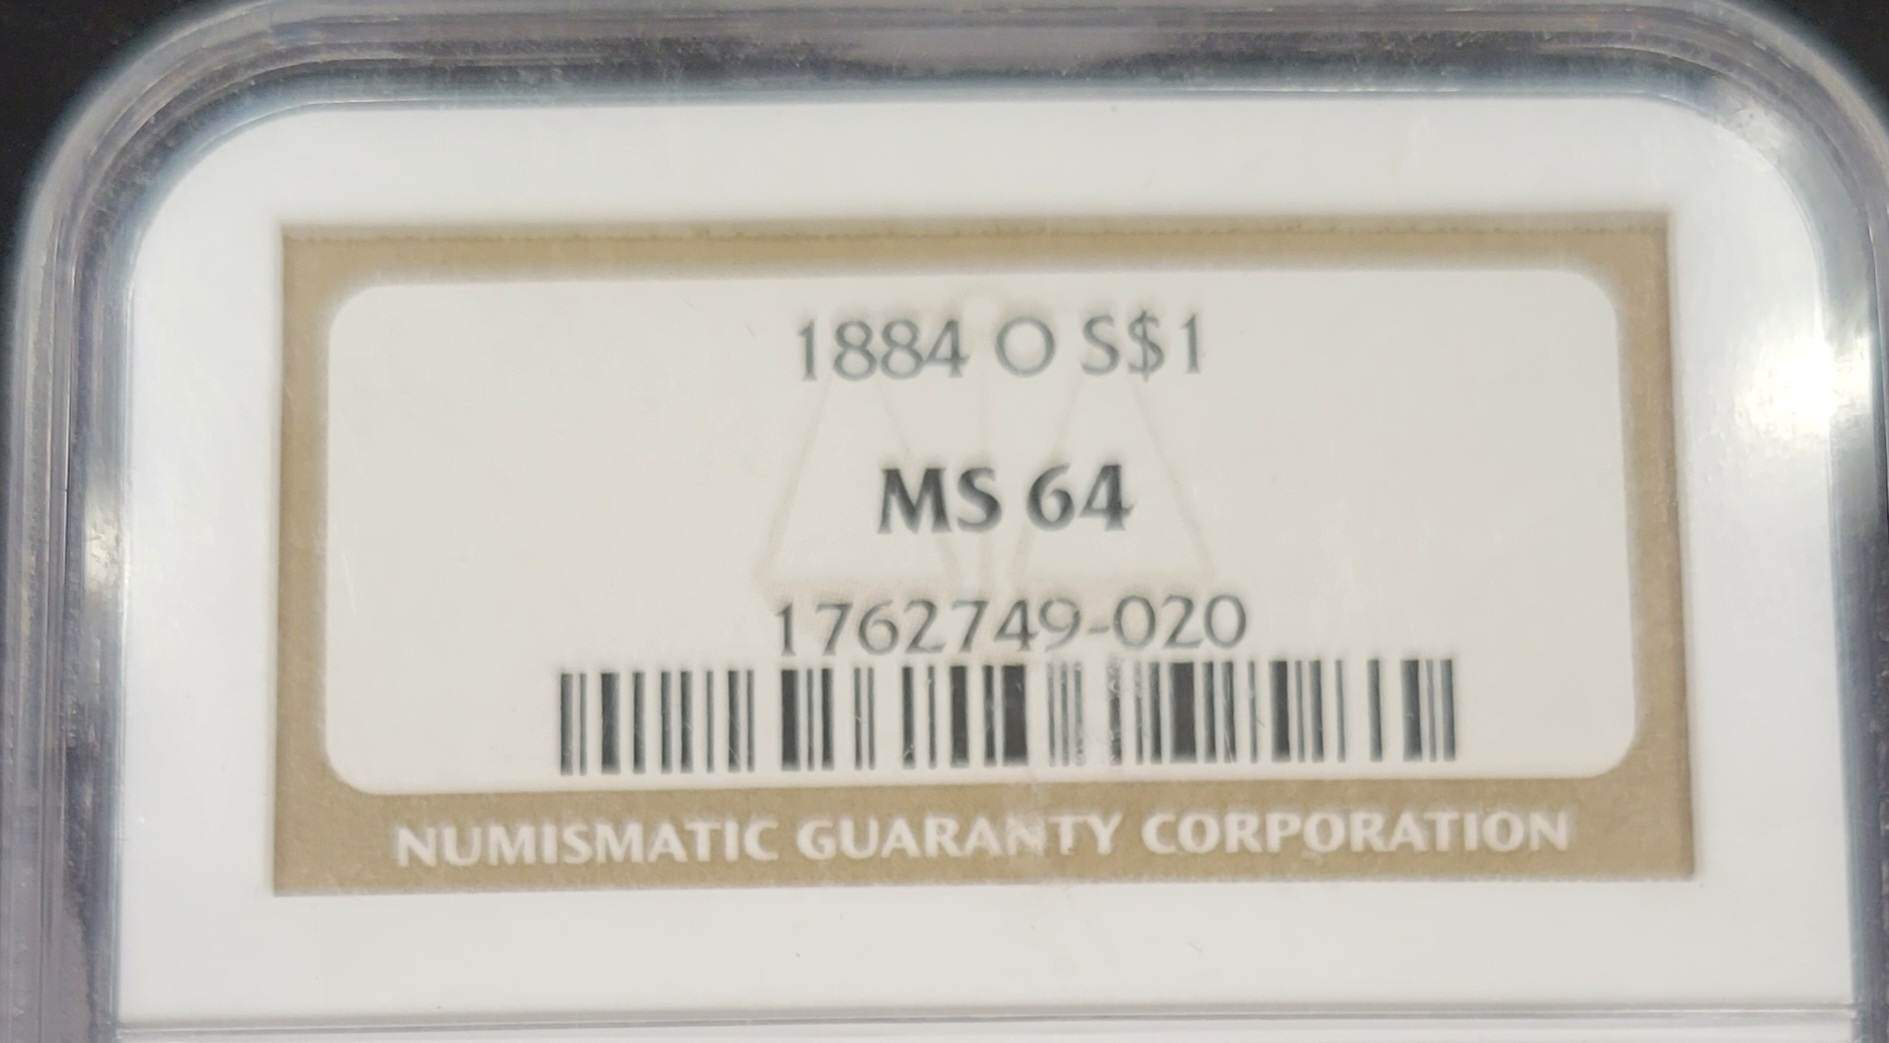 1884 O S$1
MS 64
1762749-020
NUMISMATIC GUARANTY CORPORATION